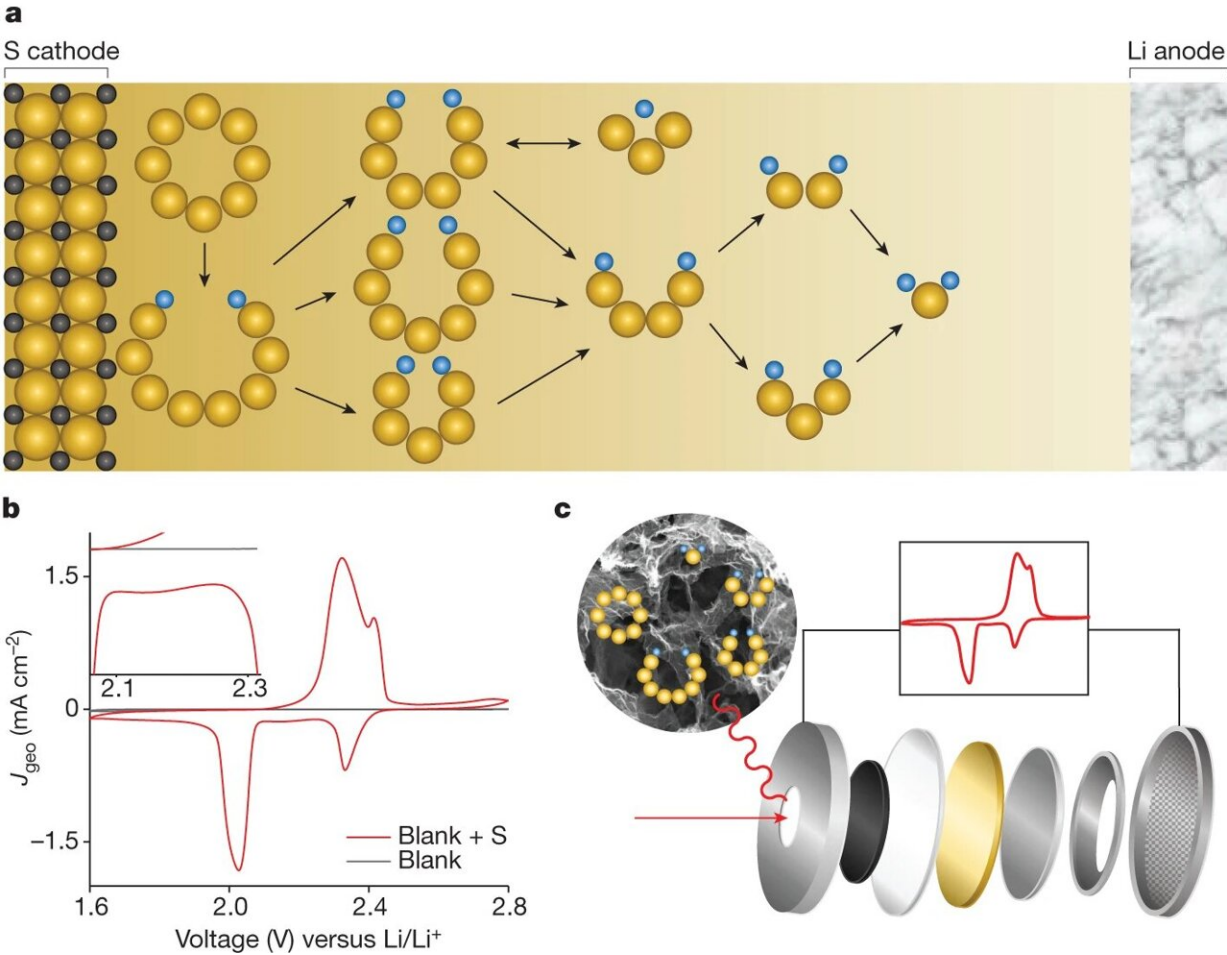 a
S cathode
Li anode
b
c
1.5
0
−1.5
J_geo (mA cm⁻²)
2.1
2.3
Blank + S
Blank
1.6
2.0
2.4
2.8
Voltage (V) versus Li/Li⁺